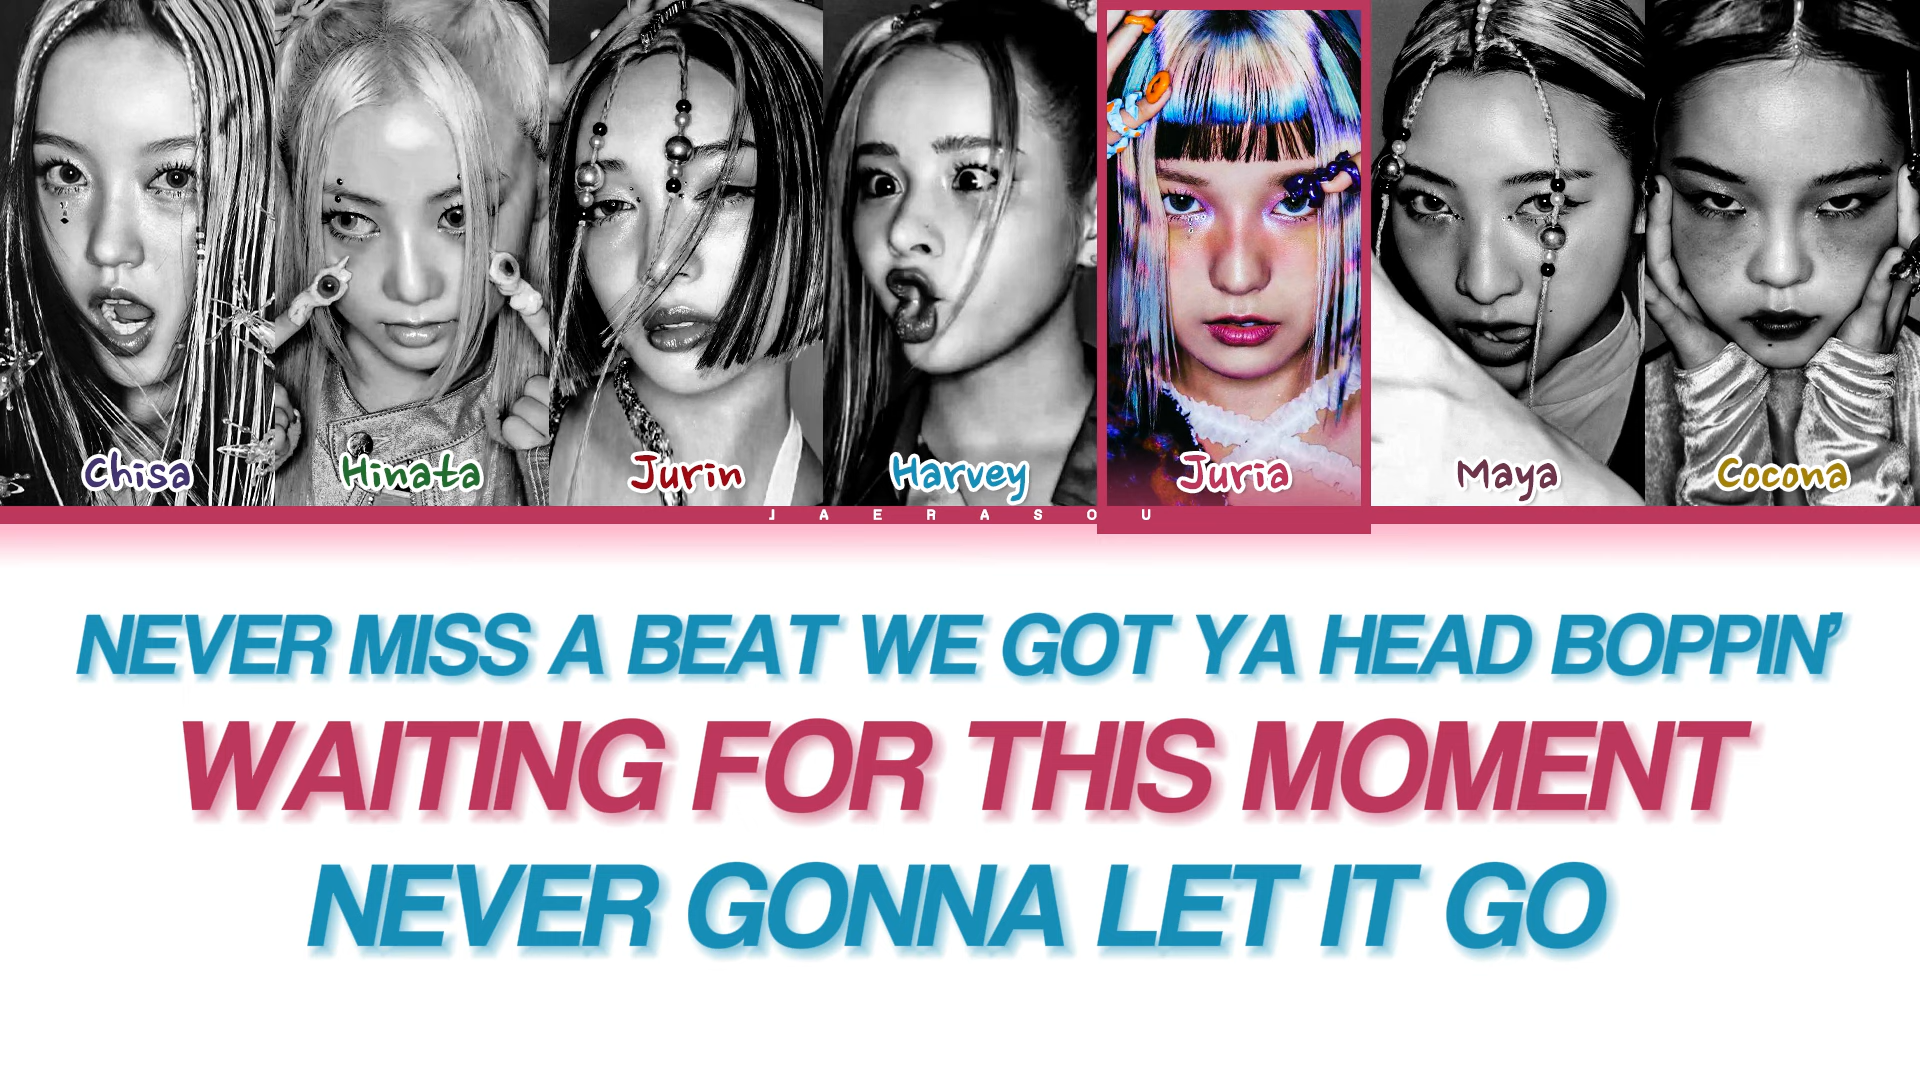 Chisa Hinata Jurin Harvey Juria Maya Cocona
JAERASOU
NEVER MISS A BEAT WE GOT YA HEAD BOPPIN'
WAITING FOR THIS MOMENT
NEVER GONNA LET IT GO